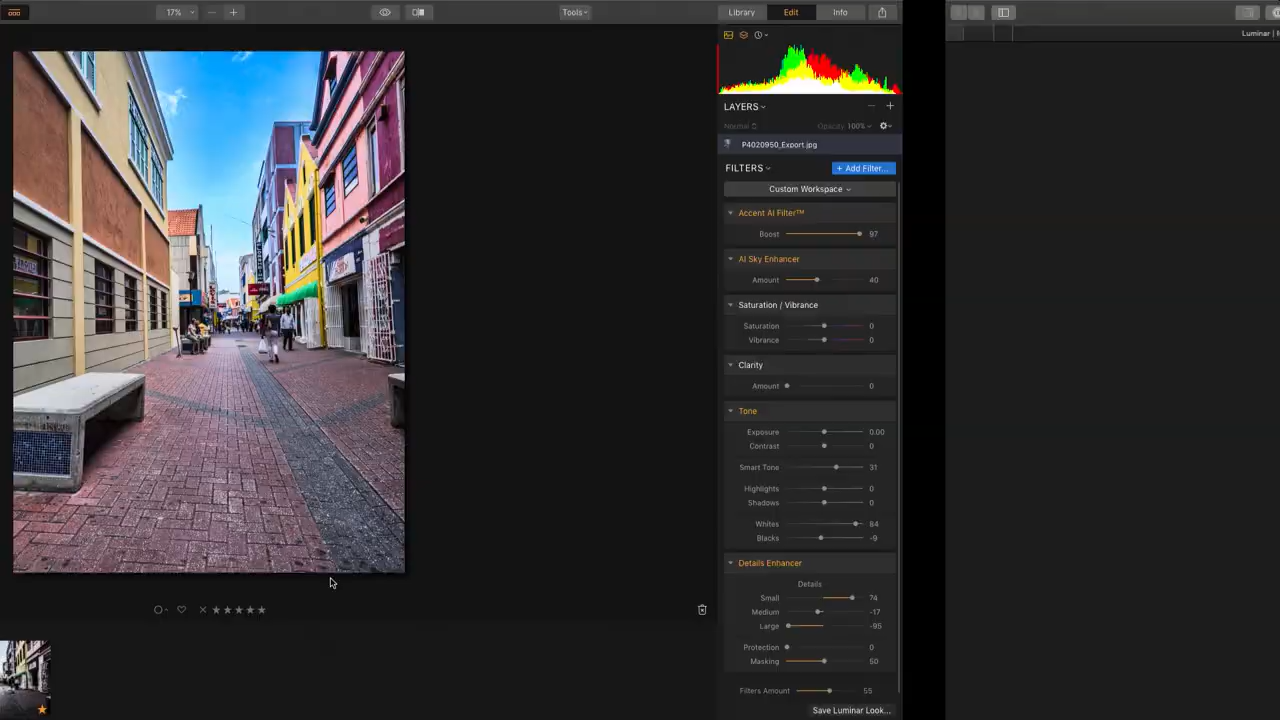 17%
Tools
Library
Edit
Info
Luminar |
LAYERS
Normal
Opacity 100%
P4020950_Export.jpg
FILTERS
+ Add Filter...
Custom Workspace
Accent AI Filter™
Boost 97
AI Sky Enhancer
Amount 40
Saturation / Vibrance
Saturation 0
Vibrance 0
Clarity
Amount 0
Tone
Exposure 0.00
Contrast 0
Smart Tone 31
Highlights 0
Shadows 0
Whites 84
Blacks -9
Details Enhancer
Details
Small 74
Medium -17
Large -95
Protection 0
Masking 50
Filters Amount 55
Save Luminar Look...